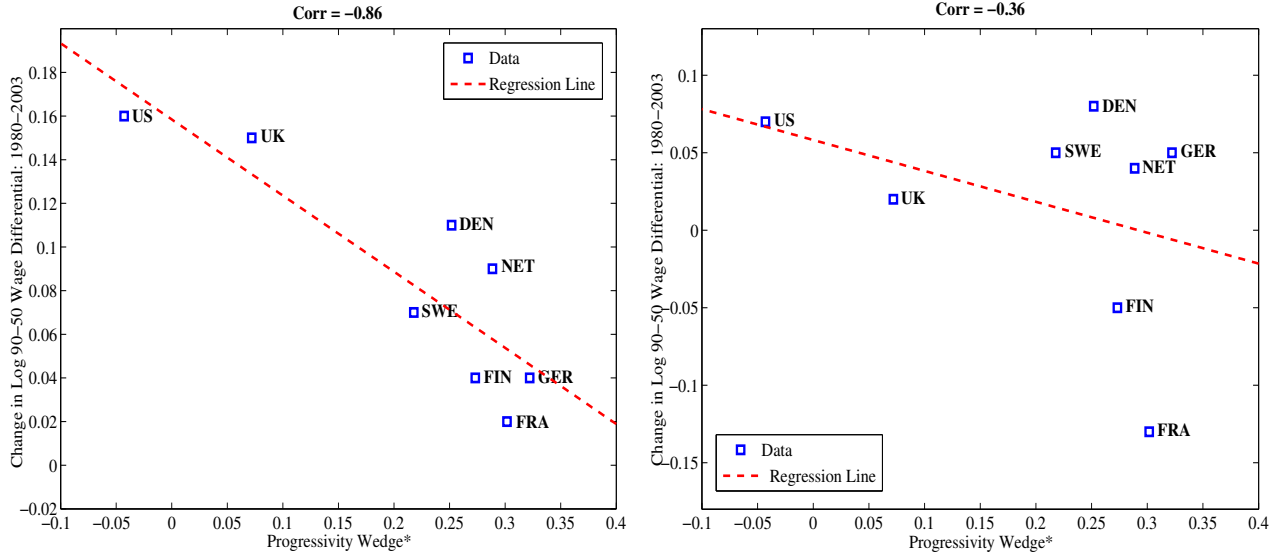 Corr = −0.86
Change in Log 90−50 Wage Differential: 1980−2003
0.18
0.16
0.14
0.12
0.1
0.08
0.06
0.04
0.02
0
−0.02
Data
Regression Line
US
UK
DEN
NET
SWE
FIN
GER
FRA
−0.1
−0.05
0
0.05
0.1
0.15
0.2
0.25
0.3
0.35
0.4
Progressivity Wedge*
Corr = −0.36
Change in Log 90−50 Wage Differential: 1980−2003
0.1
0.05
0
−0.05
−0.1
−0.15
US
DEN
SWE
GER
NET
UK
FIN
FRA
Data
Regression Line
−0.1
−0.05
0
0.05
0.1
0.15
0.2
0.25
0.3
0.35
0.4
Progressivity Wedge*